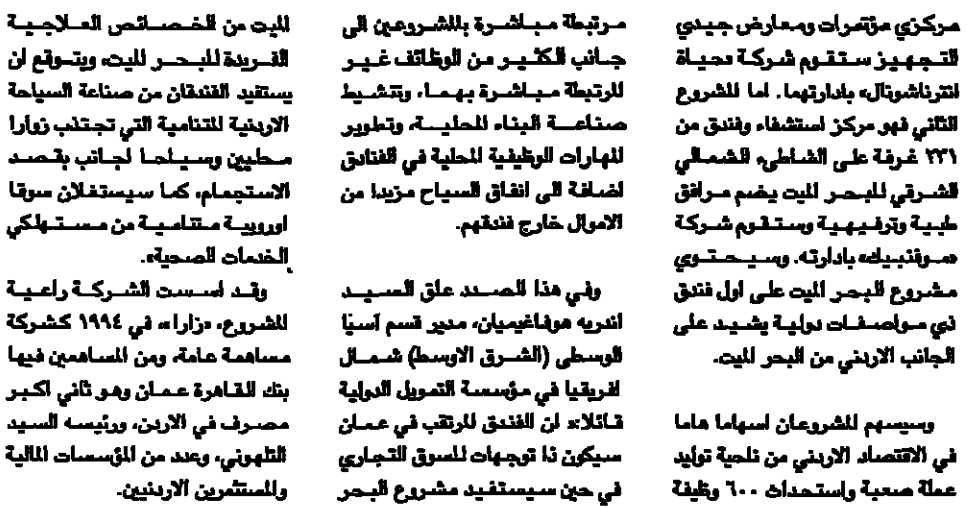 مركزي مؤتمرات ومعارض جيدي
التجهيز ستقوم شركة «حياة
انترناشونال» بادارتهما. اما المشروع
الثاني فهو مركز استشفاء وفندق من
٢٣١ غرفة على الشاطيء الشمالي
الشرقي للبحر الميت يضم مرافق
طبية وترفيهية وستقوم شركة
«موفنبيك» بادارته. وسيحتوي
مشروع البحر الميت على اول فندق
ذي مواصفات دولية يشيد على
الجانب الاردني من البحر الميت.
وسيسهم المشروعان اسهاما هاما
في الاقتصاد الاردني من ناحية توليد
عملة صعبة واستحداث ٦٠٠ وظيفة
مرتبطة مباشرة بالمشروعين الى
جانب الكثير من الوظائف غير
المرتبطة مباشرة بهما، وتنشيط
صناعة البناء المحلية، وتطوير
المهارات الوظيفية المحلية في الفنادق
اضافة الى انفاق السياح مزيدا من
الاموال خارج فندقهم.
وفي هذا الصدد علق السيد
اندريه هوفاغيميان، مدير قسم آسيا
الوسطى (الشرق الاوسط) شمال
افريقيا في مؤسسة التمويل الدولية
قائلا: «ان الفندق المرتقب في عمان
سيكون ذا توجهات للسوق التجاري
في حين سيستفيد مشروع البحر
الميت من الخصائص العلاجية
الفريدة للبحر الميت، ويتوقع ان
يستفيد الفندقان من صناعة السياحة
الاردنية المتنامية التي تجتذب زوارا
محليين وسياحا اجانب بقصد
الاستجمام، كما سيستغلان سوقا
اوروبية متنامية من مستهلكي
الخدمات الصحية».
وقد اسست الشركة راعية
المشروع، «زارا»، في ١٩٩٤ كشركة
مساهمة عامة، ومن المساهمين فيها
بنك القاهرة عمان وهو ثاني اكبر
مصرف في الاردن، ورئيسه السيد
التلهوني، وعدد من المؤسسات المالية
والمستثمرين الاردنيين.